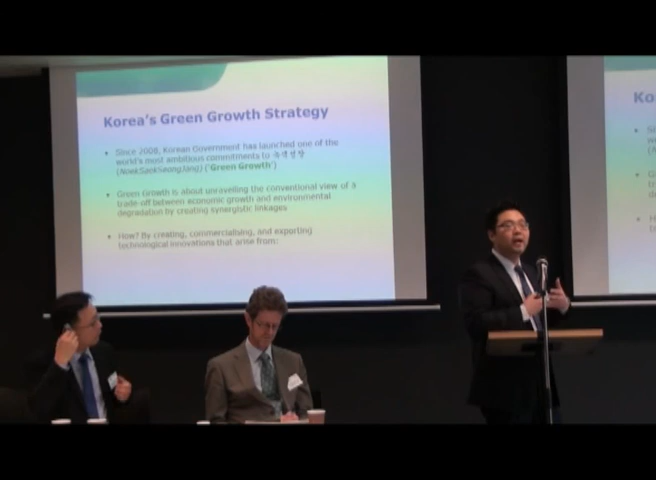 Korea's Green Growth Strategy
Since 2008, Korean Government has launched one of the
world's most ambitious commitments to 녹색성장
(NoekSaekSeongJang) ('Green Growth')
Green Growth is about unravelling the conventional view of a
trade-off between economic growth and environmental
degradation by creating synergistic linkages
How? By creating, commercialising, and exporting
technological innovations that arise from:
Ko